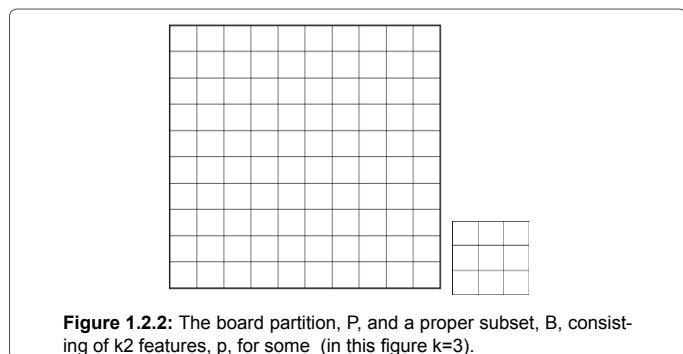 Figure 1.2.2: The board partition, P, and a proper subset, B, consist-
ing of k2 features, p, for some  (in this figure k=3).